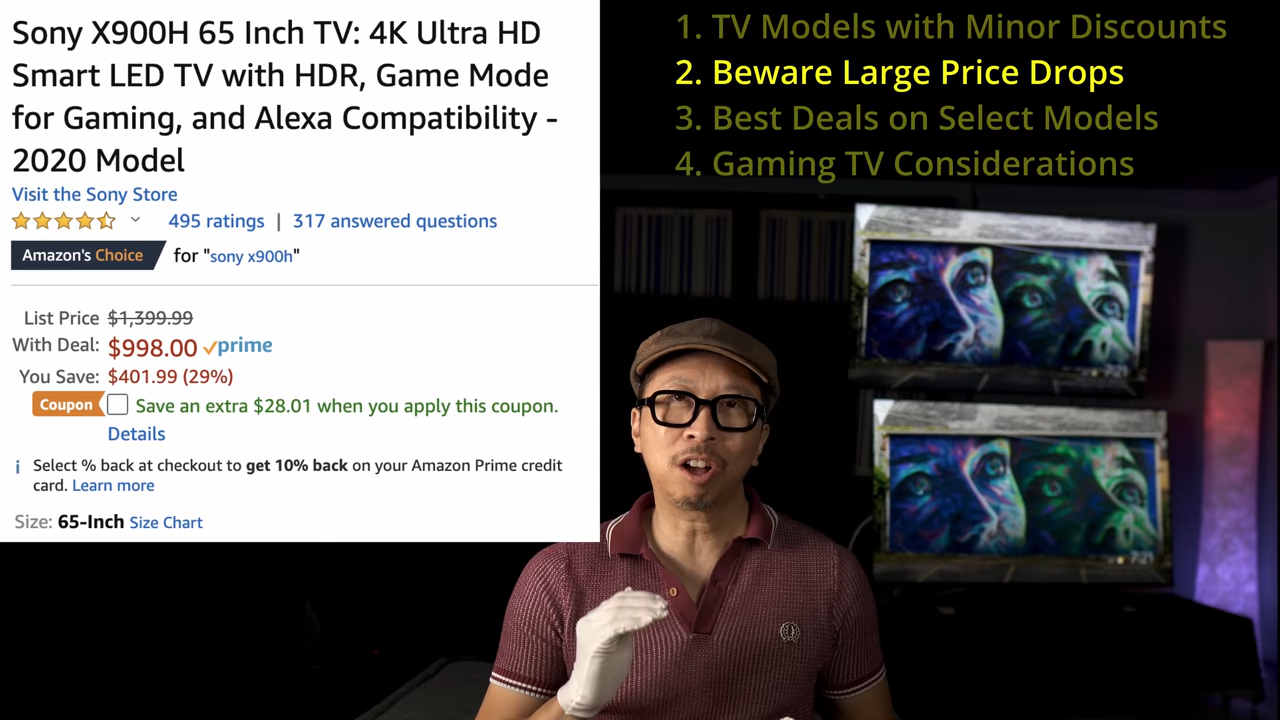 Sony X900H 65 Inch TV: 4K Ultra HD
Smart LED TV with HDR, Game Mode
for Gaming, and Alexa Compatibility -
2020 Model
Visit the Sony Store
495 ratings | 317 answered questions
Amazon's Choice for "sony x900h"
List Price $1,399.99
With Deal: $998.00 prime
You Save: $401.99 (29%)
Coupon Save an extra $28.01 when you apply this coupon.
Details
i Select % back at checkout to get 10% back on your Amazon Prime credit
card. Learn more
Size: 65-Inch Size Chart
1. TV Models with Minor Discounts
2. Beware Large Price Drops
3. Best Deals on Select Models
4. Gaming TV Considerations